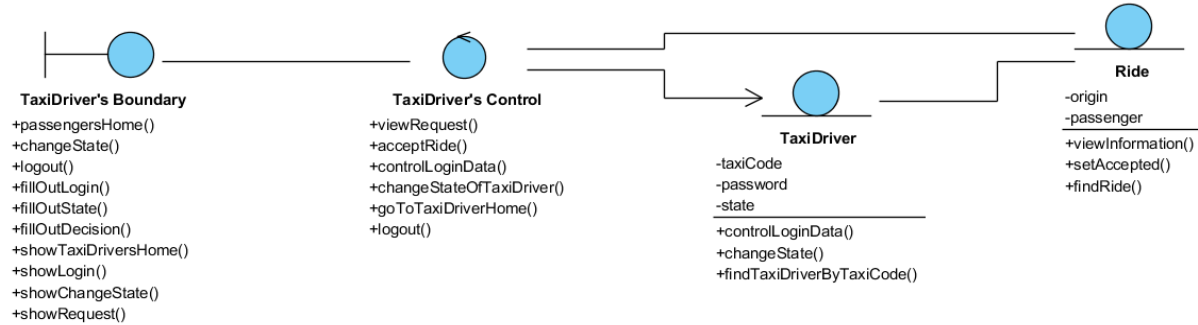 TaxiDriver's Boundary
+passengersHome()
+changeState()
+logout()
+fillOutLogin()
+fillOutState()
+fillOutDecision()
+showTaxiDriversHome()
+showLogin()
+showChangeState()
+showRequest()
TaxiDriver's Control
+viewRequest()
+acceptRide()
+controlLoginData()
+changeStateOfTaxiDriver()
+goToTaxiDriverHome()
+logout()
TaxiDriver
-taxiCode
-password
-state
+controlLoginData()
+changeState()
+findTaxiDriverByTaxiCode()
Ride
-origin
-passenger
+viewInformation()
+setAccepted()
+findRide()